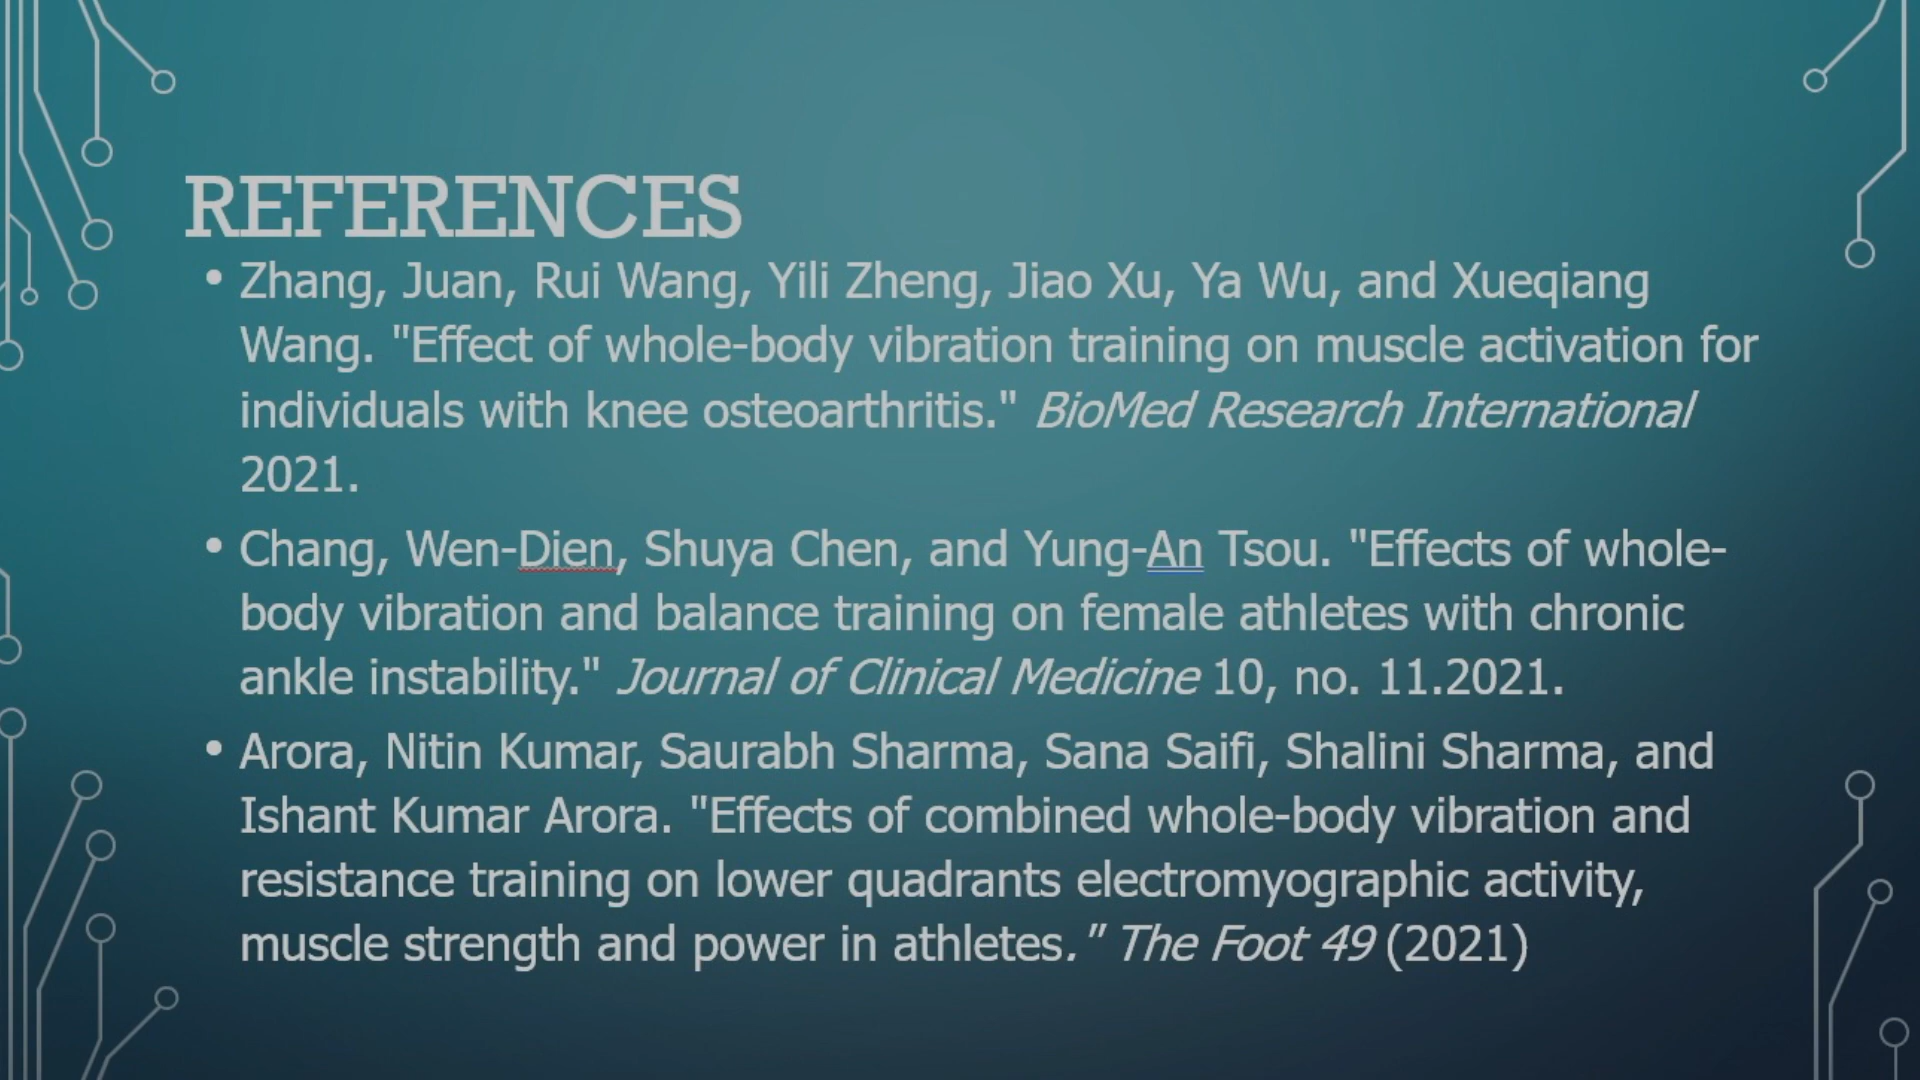 REFERENCES
• Zhang, Juan, Rui Wang, Yili Zheng, Jiao Xu, Ya Wu, and Xueqiang
Wang. "Effect of whole-body vibration training on muscle activation for
individuals with knee osteoarthritis." BioMed Research International
2021.
• Chang, Wen-Dien, Shuya Chen, and Yung-An Tsou. "Effects of whole-
body vibration and balance training on female athletes with chronic
ankle instability." Journal of Clinical Medicine 10, no. 11.2021.
• Arora, Nitin Kumar, Saurabh Sharma, Sana Saifi, Shalini Sharma, and
Ishant Kumar Arora. "Effects of combined whole-body vibration and
resistance training on lower quadrants electromyographic activity,
muscle strength and power in athletes.” The Foot 49 (2021)